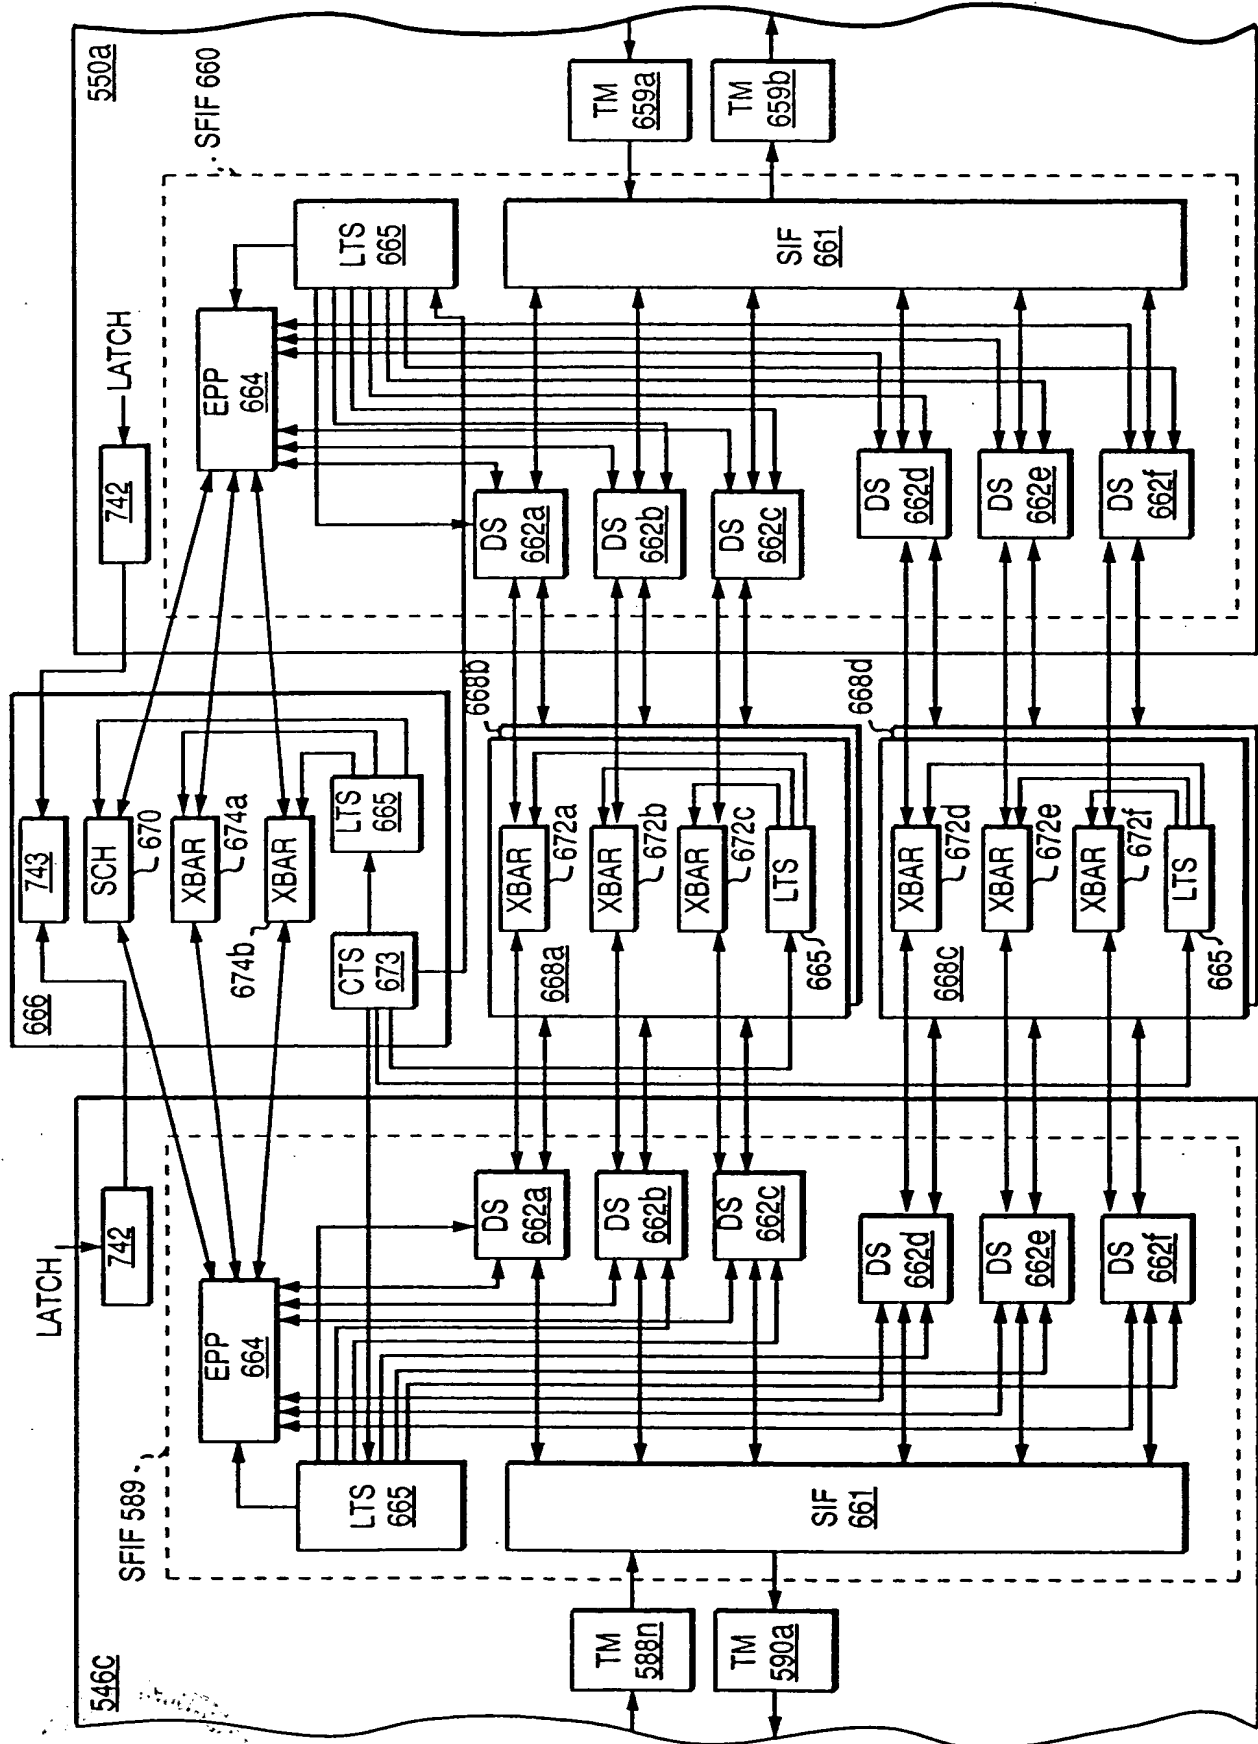 546C
SFIF 589
LATCH
742
EPP
664
LTS
665
DS
662a
DS
662b
DS
662c
DS
662d
DS
662e
DS
662f
SIF
661
TM
588n
TM
590a
666
743
SCH
670
XBAR
674a
XBAR
674b
LTS
665
CTS
673
668b
XBAR
672a
XBAR
672b
XBAR
672c
LTS
665
668a
668d
XBAR
672d
XBAR
672e
XBAR
672f
LTS
665
668c
550a
SFIF 660
LATCH
742
EPP
664
LTS
665
DS
662a
DS
662b
DS
662c
DS
662d
DS
662e
DS
662f
SIF
661
TM
659a
TM
659b